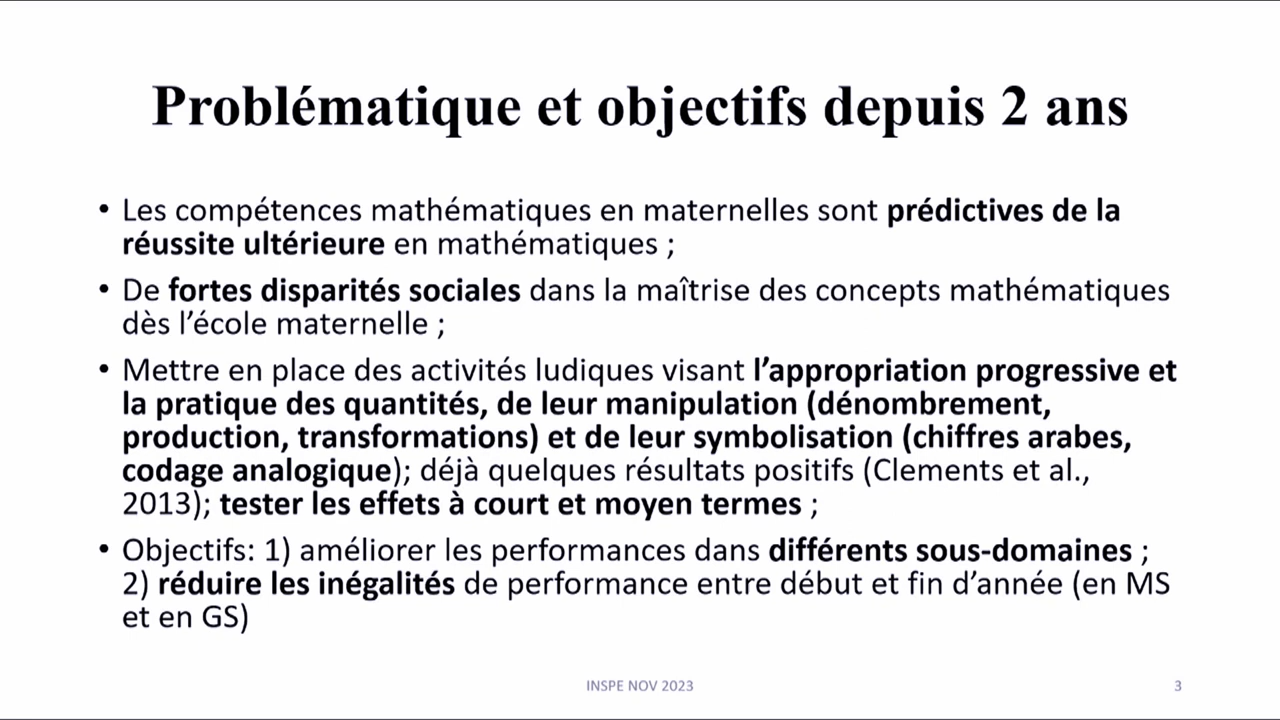 Problématique et objectifs depuis 2 ans
• Les compétences mathématiques en maternelles sont prédictives de la
réussite ultérieure en mathématiques ;
• De fortes disparités sociales dans la maîtrise des concepts mathématiques
dès l’école maternelle ;
• Mettre en place des activités ludiques visant l’appropriation progressive et
la pratique des quantités, de leur manipulation (dénombrement,
production, transformations) et de leur symbolisation (chiffres arabes,
codage analogique); déjà quelques résultats positifs (Clements et al.,
2013); tester les effets à court et moyen termes ;
• Objectifs: 1) améliorer les performances dans différents sous-domaines ;
2) réduire les inégalités de performance entre début et fin d’année (en MS
et en GS)
INSPE NOV 2023
3